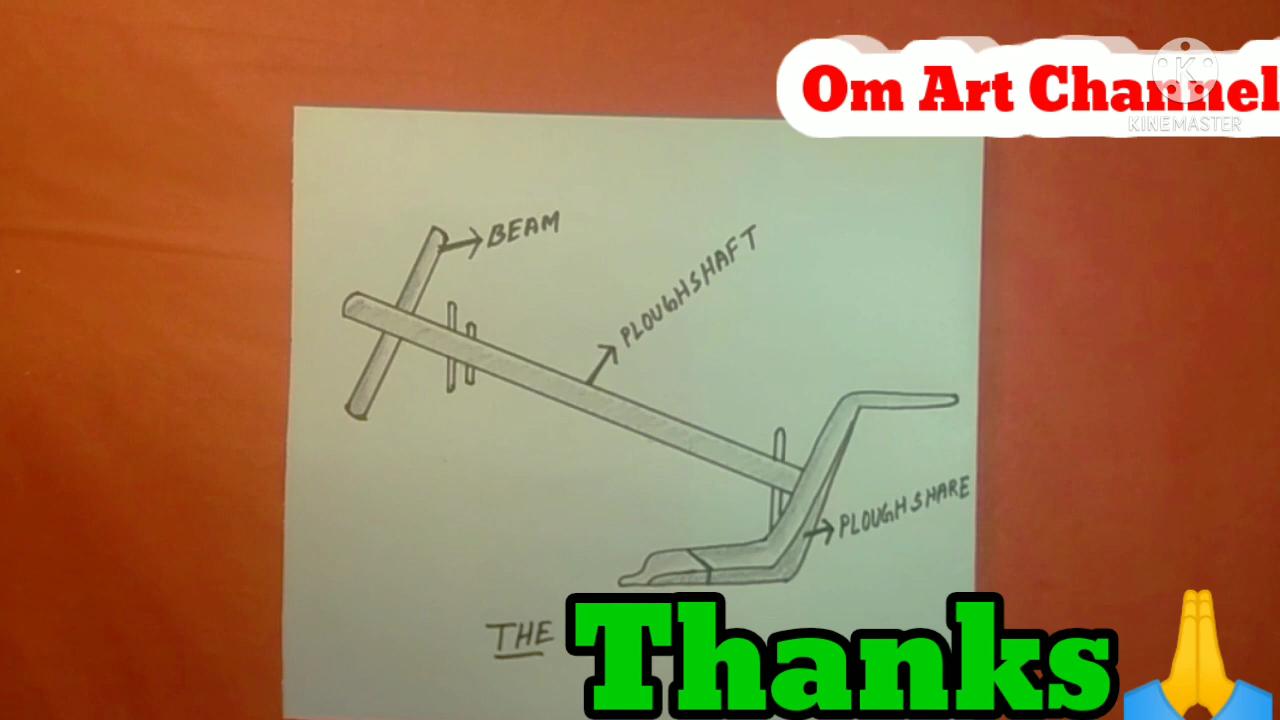 Om Art Channel
KINEMASTER
BEAM
PLOUGHSHAFT
PLOUGHSHARE
THE
Thanks